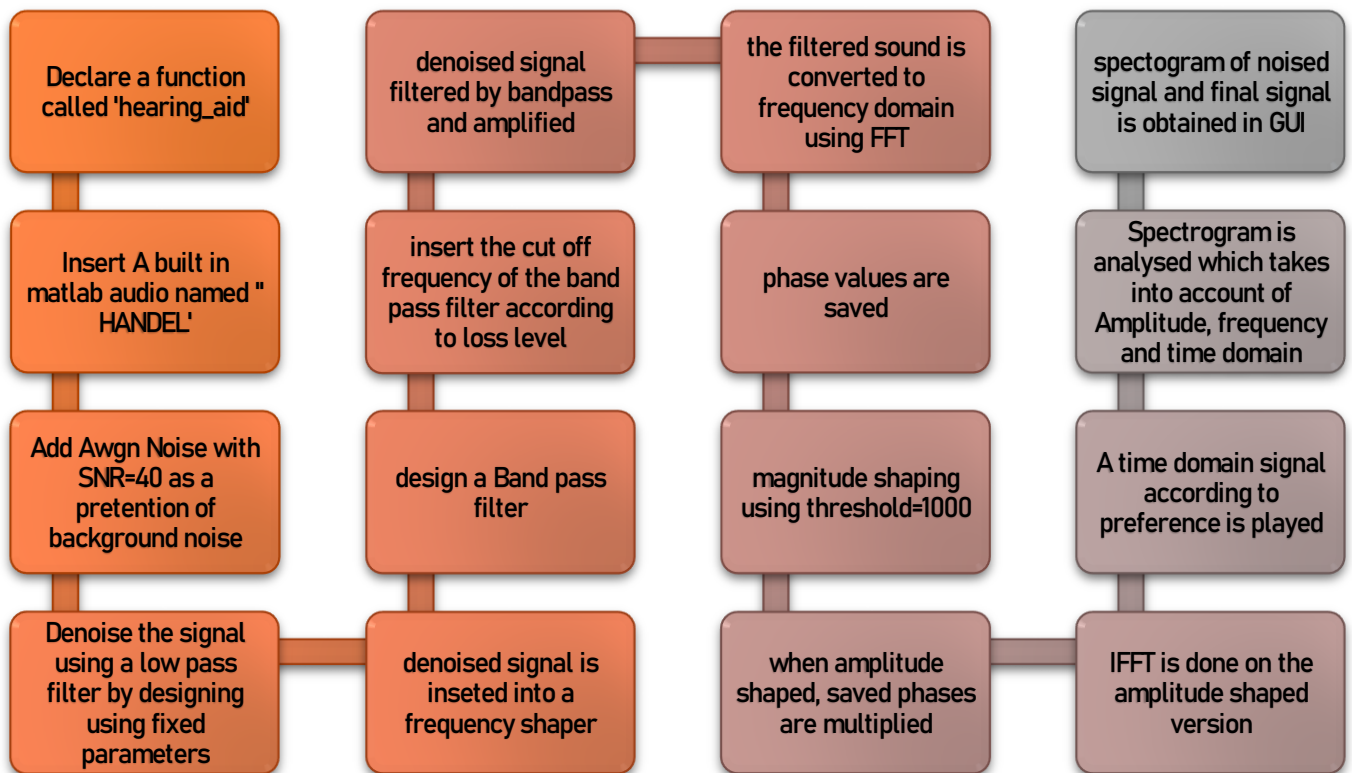 Declare a function
called 'hearing_aid'
Insert A built in
matlab audio named "
HANDEL'
Add Awgn Noise with
SNR=40 as a
pretention of
background noise
Denoise the signal
using a low pass
filter by designing
using fixed
parameters
denoised signal is
inseted into a
frequency shaper
design a Band pass
filter
insert the cut off
frequency of the band
pass filter according
to loss level
denoised signal
filtered by bandpass
and amplified
the filtered sound is
converted to
frequency domain
using FFT
phase values are
saved
magnitude shaping
using threshold=1000
when amplitude
shaped, saved phases
are multiplied
IFFT is done on the
amplitude shaped
version
A time domain signal
according to
preference is played
Spectrogram is
analysed which takes
into account of
Amplitude, frequency
and time domain
spectogram of noised
signal and final signal
is obtained in GUI